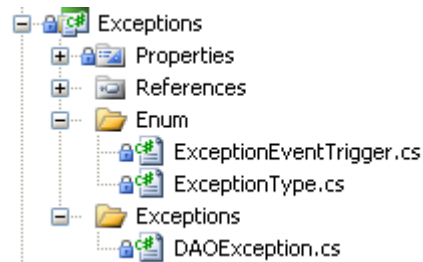 Exceptions
Properties
References
Enum
ExceptionEventTrigger.cs
ExceptionType.cs
Exceptions
DAOException.cs